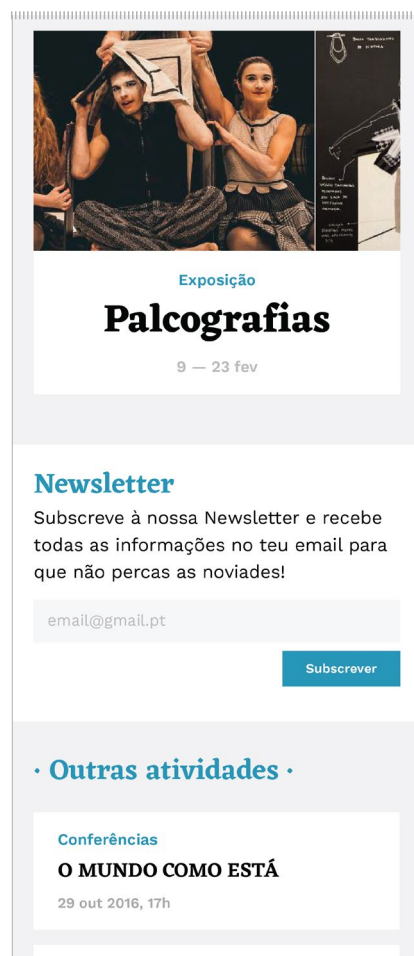 Exposição
Palcografias
9 — 23 fev
Newsletter
Subscreve à nossa Newsletter e recebe
todas as informações no teu email para
que não percas as noviades!
email@gmail.pt
Subscrever
· Outras atividades ·
Conferências
O MUNDO COMO ESTÁ
29 out 2016, 17h